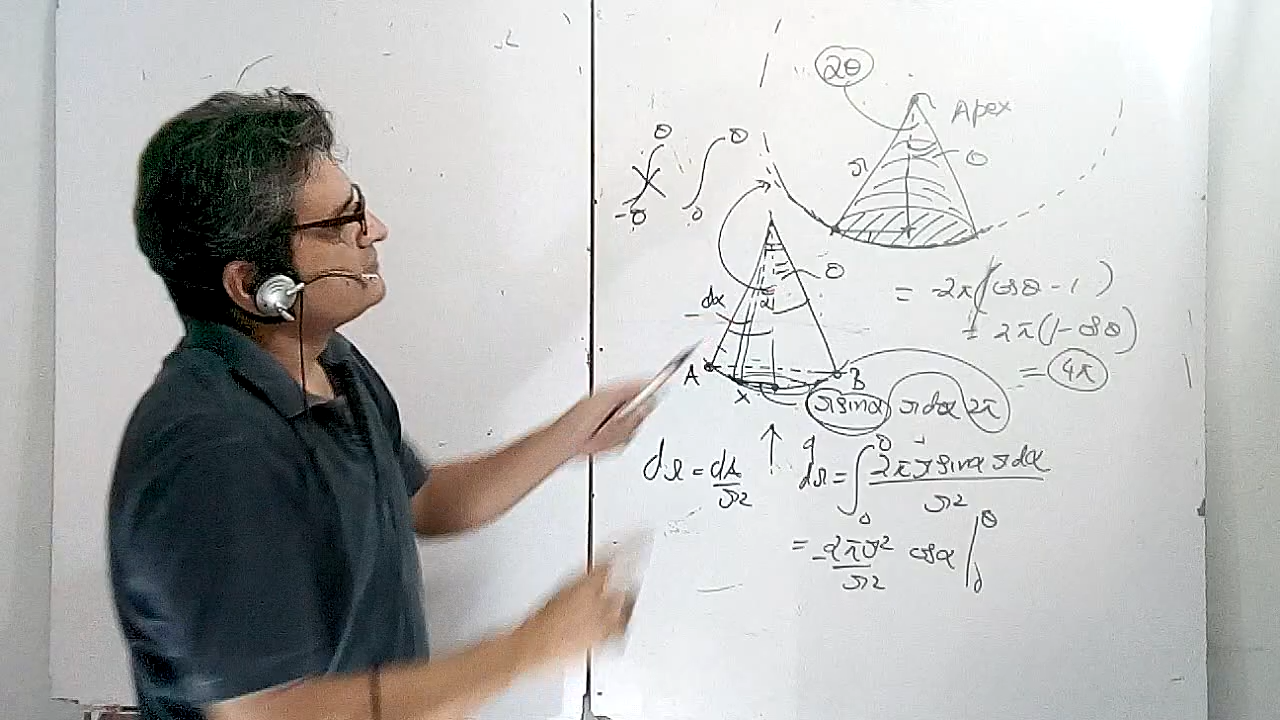 2θ
Apex
r
θ
θ
θ
-θ
0
θ
dα
α
= -2π(cosθ-1)
= 2π(1-cosθ)
= 4π
A
B
x
r sinα r dα 2π
dΩ = dA/r2
dΩ = ∫ 0 θ 2π r sinα r dα / r2
= -2πr²/r2 cosα | 0 θ